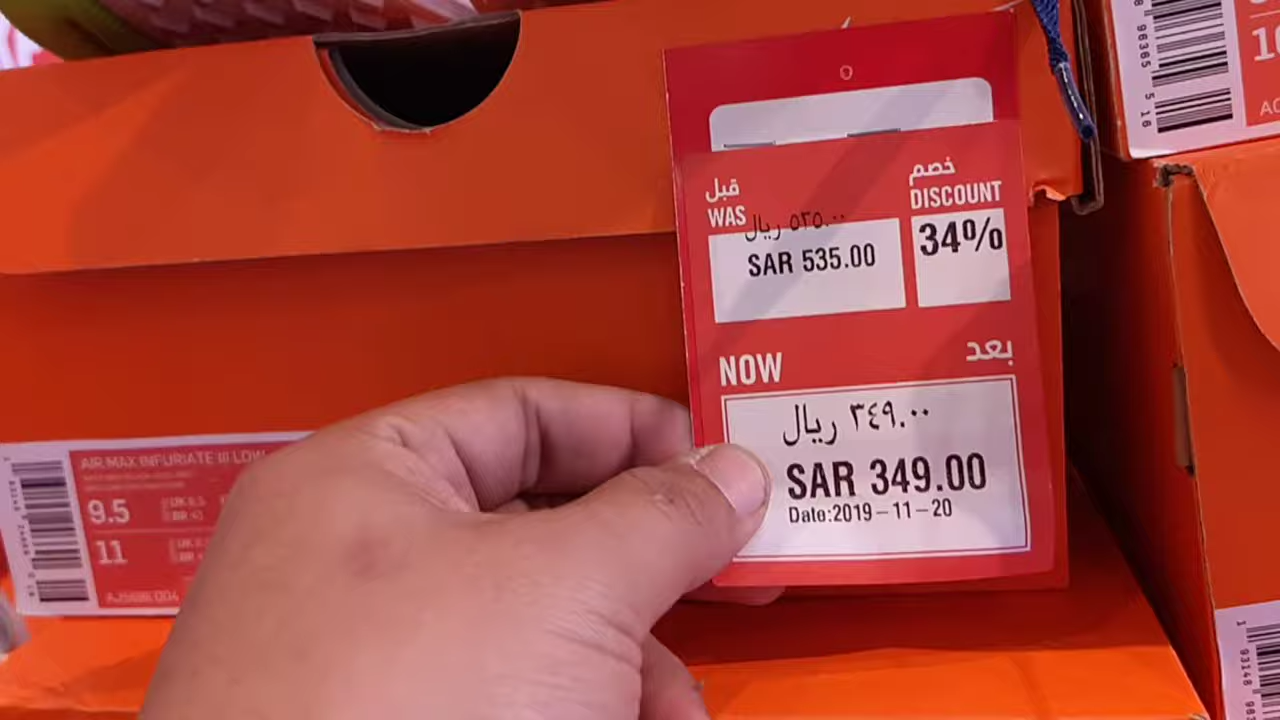 قبل
WAS
٥٣٥.٠٠ ريال
SAR 535.00
خصم
DISCOUNT
34%
NOW
بعد
٣٤٩.٠٠ ريال
SAR 349.00
Date:2019-11-20
AIR MAX INFURIATE III LOW
9.5
11